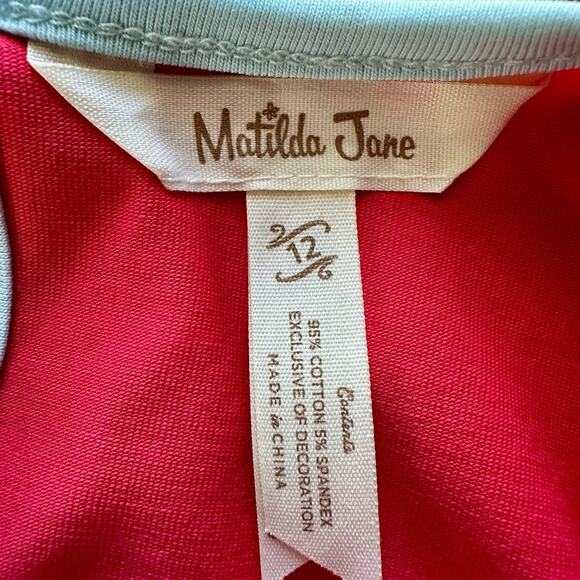 Matilda Jane
12
Contents
95% COTTON 5% SPANDEX
EXCLUSIVE OF DECORATION
MADE in CHINA